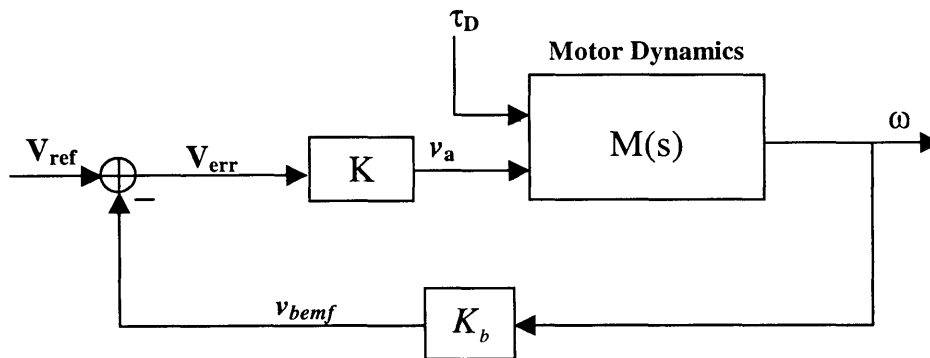 τD
Motor Dynamics
ω
M(s)
Vref
Verr
K
va
−
vbemf
Kb